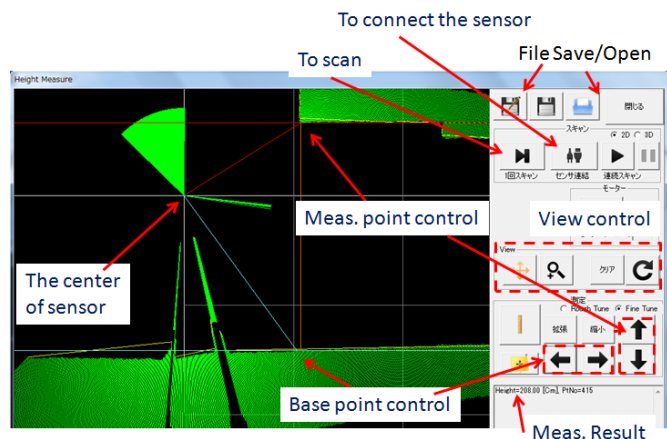 To connect the sensor
To scan
File Save/Open
Height Measure
閉じる
スキャン
2D 3D
1回スキャン センサ連結 連続スキャン
モーター
Meas. point control
View control
View
クリア
The center
of sensor
測定
Rough Tune Fine Tune
拡張 縮小
Base point control
Height=208.00 [Cm], PtNo=415
Meas. Result